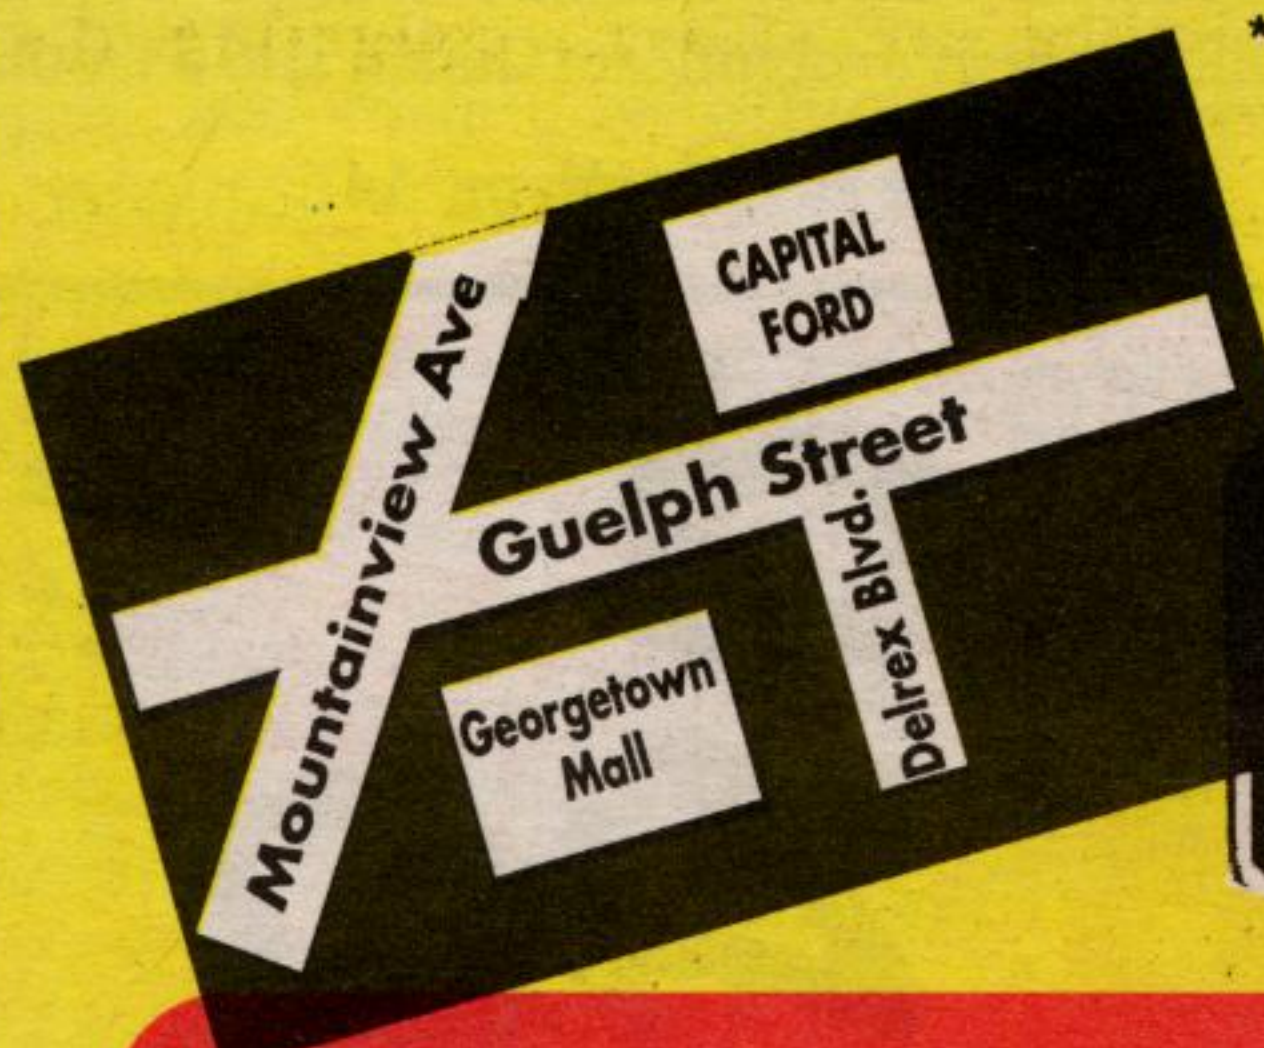 *
CAPITAL
FORD
Mountainview Ave
Guelph Street
Delrex Blvd.
Georgetown
Mall